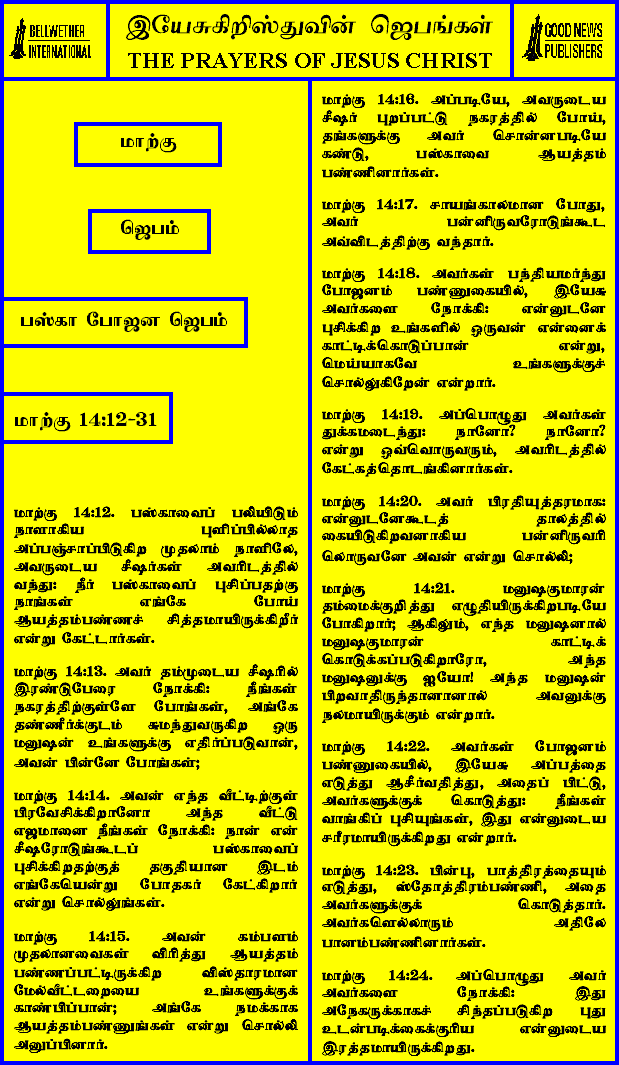 BELLWETHER
INTERNATIONAL
இயேசுகிறிஸ்துவின் ஜெபங்கள்
THE PRAYERS OF JESUS CHRIST
GOOD NEWS
PUBLISHERS
மாற்கு
ஜெபம்
பஸ்கா போஜன ஜெபம்
மாற்கு 14:12-31
மாற்கு 14:12. பஸ்காவைப் பலியிடும்
நாளாகிய புளிப்பில்லாத
அப்பஞ்சாப்பிடுகிற முதலாம் நாளிலே,
அவருடைய சீஷர்கள் அவரிடத்தில்
வந்து: நீர் பஸ்காவைப் புசிப்பதற்கு
நாங்கள் எங்கே போய்
ஆயத்தம்பண்ணச் சித்தமாயிருக்கிறீர்
என்று கேட்டார்கள்.
மாற்கு 14:13. அவர் தம்முடைய சீஷரில்
இரண்டுபேரை நோக்கி: நீங்கள்
நகரத்திற்குள்ளே போங்கள், அங்கே
தண்ணீர்க்குடம் சுமந்துவருகிற ஒரு
மனுஷன் உங்களுக்கு எதிர்ப்படுவான்,
அவன் பின்னே போங்கள்;
மாற்கு 14:14. அவன் எந்த வீட்டிற்குள்
பிரவேசிக்கிறானோ அந்த வீட்டு
எஜமானை நீங்கள் நோக்கி: நான் என்
சீஷரோடுங்கூடப் பஸ்காவைப்
புசிக்கிறதற்குத் தகுதியான இடம்
எங்கேயென்று போதகர் கேட்கிறார்
என்று சொல்லுங்கள்.
மாற்கு 14:15. அவன் கம்பளம்
முதலானவைகள் விரித்து ஆயத்தம்
பண்ணப்பட்டிருக்கிற விஸ்தாரமான
மேல்வீட்டறையை உங்களுக்குக்
காண்பிப்பான்; அங்கே நமக்காக
ஆயத்தம்பண்ணுங்கள் என்று சொல்லி
அனுப்பினார்.
மாற்கு 14:16. அப்படியே, அவருடைய
சீஷர் புறப்பட்டு நகரத்தில் போய்,
தங்களுக்கு அவர் சொன்னபடியே
கண்டு, பஸ்காவை ஆயத்தம்
பண்ணினார்கள்.
மாற்கு 14:17. சாயங்காலமான போது,
அவர் பன்னிருவரோடுங்கூட
அவ்விடத்திற்கு வந்தார்.
மாற்கு 14:18. அவர்கள் பந்தியமர்ந்து
போஜனம் பண்ணுகையில், இயேசு
அவர்களை நோக்கி: என்னுடனே
புசிக்கிற உங்களில் ஒருவன் என்னைக்
காட்டிக்கொடுப்பான் என்று,
மெய்யாகவே உங்களுக்குச்
சொல்லுகிறேன் என்றார்.
மாற்கு 14:19. அப்பொழுது அவர்கள்
துக்கமடைந்து: நானோ? நானோ?
என்று ஒவ்வொருவரும், அவரிடத்தில்
கேட்கத்தொடங்கினார்கள்.
மாற்கு 14:20. அவர் பிரதியுத்தரமாக:
என்னுடனேகூடத் தாலத்தில்
கையிடுகிறவனாகிய பன்னிருவரி
லொருவனே அவன் என்று சொல்லி;
மாற்கு 14:21. மனுஷகுமாரன்
தம்மைக்குறித்து எழுதியிருக்கிறபடியே
போகிறார்; ஆகிலும், எந்த மனுஷனால்
மனுஷகுமாரன் காட்டிக்
கொடுக்கப்படுகிறாரோ, அந்த
மனுஷனுக்கு ஐயோ! அந்த மனுஷன்
பிறவாதிருந்தானானால் அவனுக்கு
நலமாயிருக்கும் என்றார்.
மாற்கு 14:22. அவர்கள் போஜனம்
பண்ணுகையில், இயேசு அப்பத்தை
எடுத்து ஆசீர்வதித்து, அதைப் பிட்டு,
அவர்களுக்குக் கொடுத்து: நீங்கள்
வாங்கிப் புசியுங்கள், இது என்னுடைய
சரீரமாயிருக்கிறது என்றார்.
மாற்கு 14:23. பின்பு, பாத்திரத்தையும்
எடுத்து, ஸ்தோத்திரம்பண்ணி, அதை
அவர்களுக்குக் கொடுத்தார்.
அவர்களெல்லாரும் அதிலே
பானம்பண்ணினார்கள்.
மாற்கு 14:24. அப்பொழுது அவர்
அவர்களை நோக்கி: இது
அநேகருக்காகச் சிந்தப்படுகிற புது
உடன்படிக்கைக்குரிய என்னுடைய
இரத்தமாயிருக்கிறது.